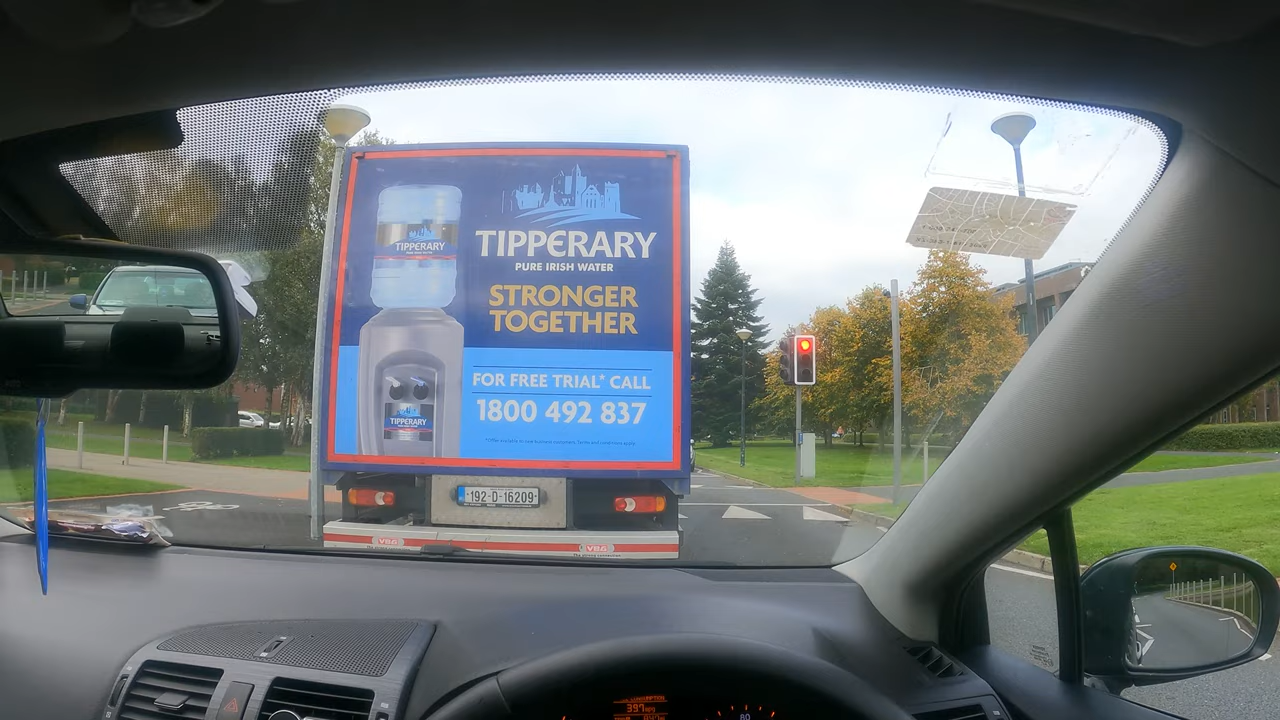 TIPPERARY
PURE IRISH WATER
STRONGER
TOGETHER
FOR FREE TRIAL* CALL
1800 492 837
TIPPERARY
TIPPERARY
192-D-16209
VBG
VBG
397